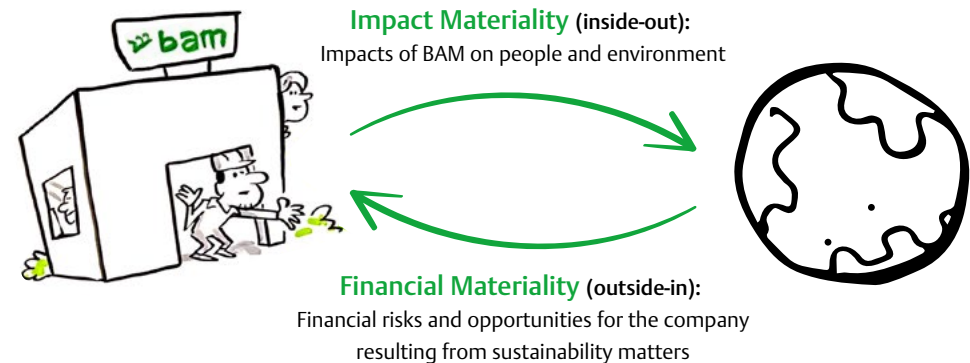 bam
Impact Materiality (inside-out):
Impacts of BAM on people and environment
Financial Materiality (outside-in):
Financial risks and opportunities for the company
resulting from sustainability matters